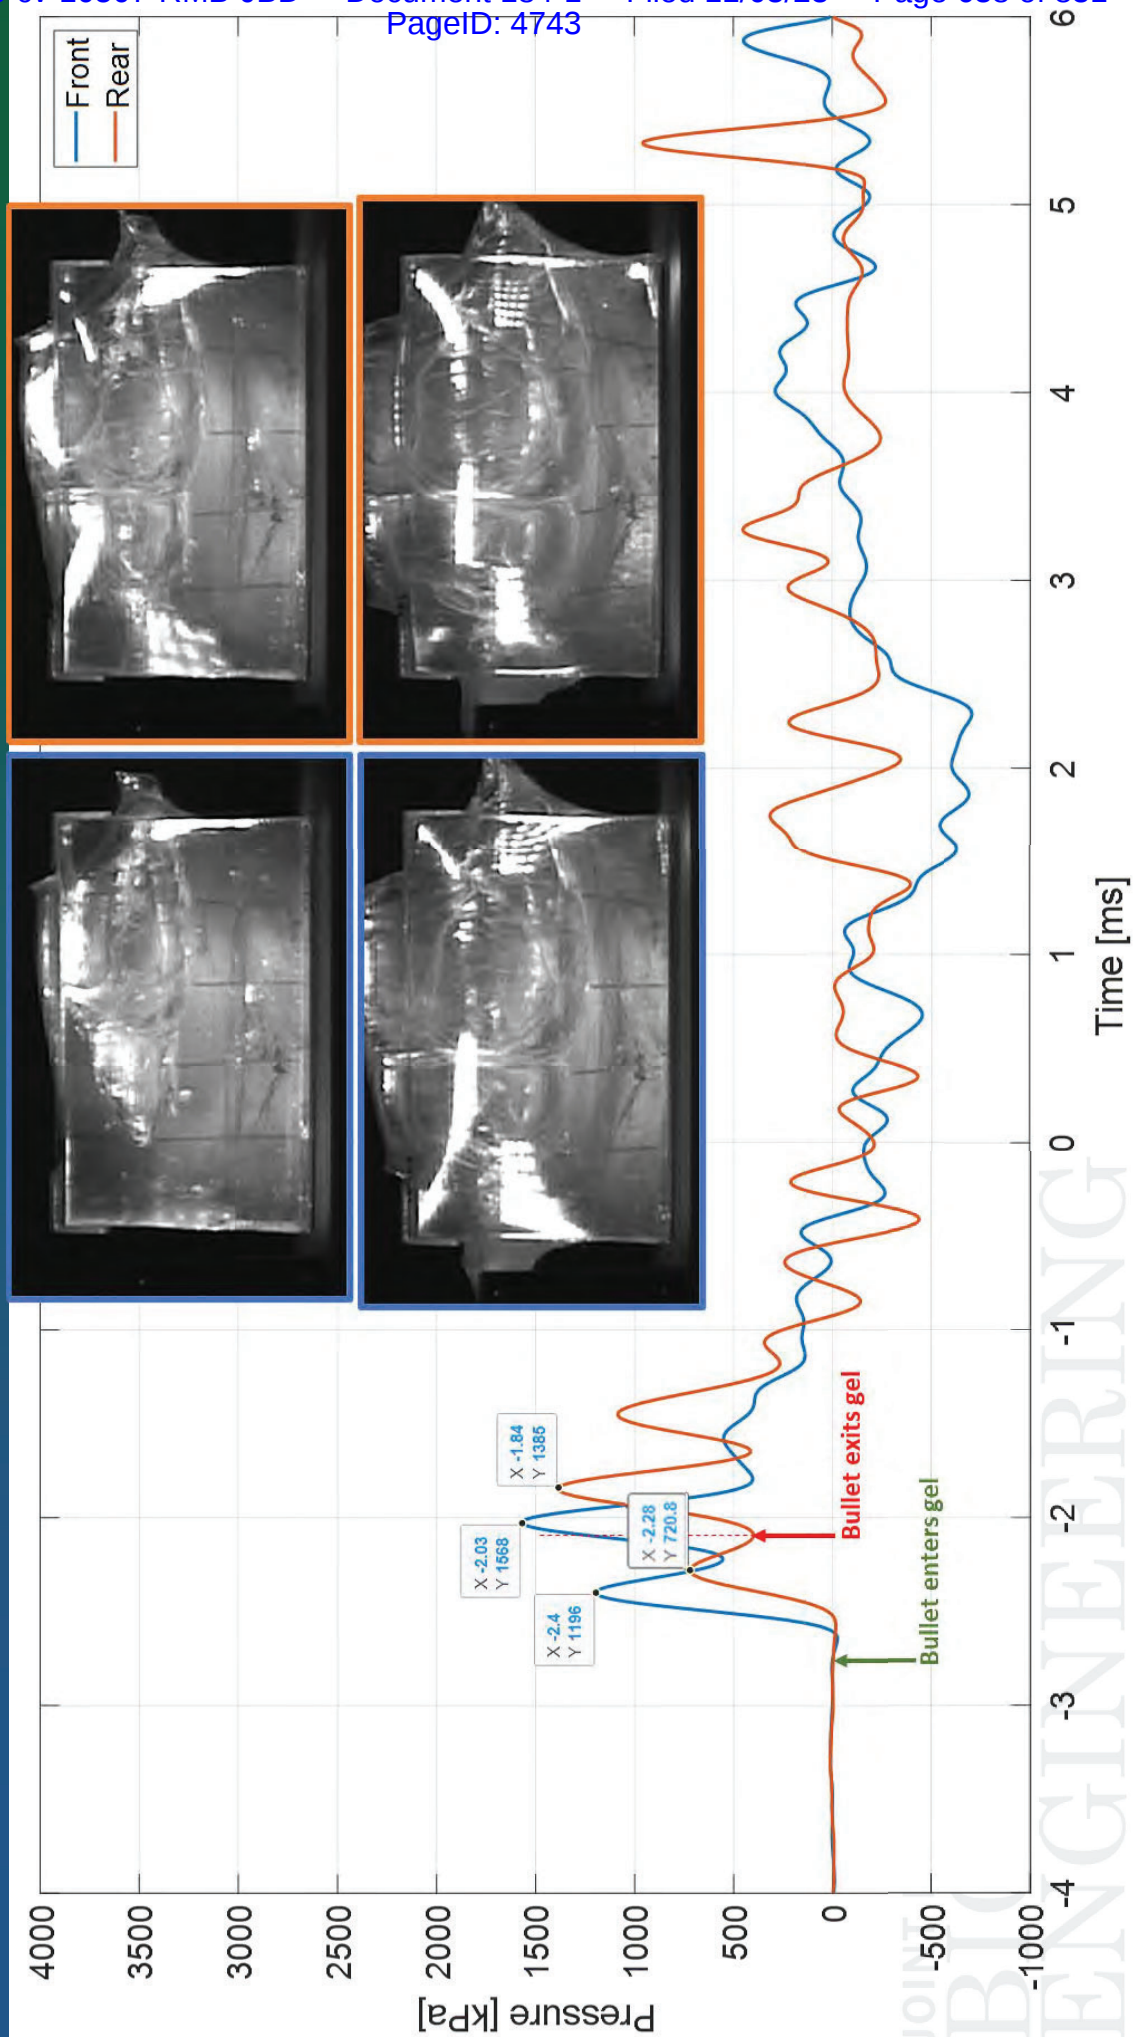 PageID: 4743
Front
Rear
4000
3500
3000
2500
2000
1500
1000
500
0
-500
-1000
Pressure [kPa]
X -2.4
Y 1196
X -2.03
Y 1568
X -1.84
Y 1385
X -2.28
Y 720.8
Bullet enters gel
Bullet exits gel
-4
-3
-2
-1
0
1
2
3
4
5
6
Time [ms]
JOINT
ENGINEERING